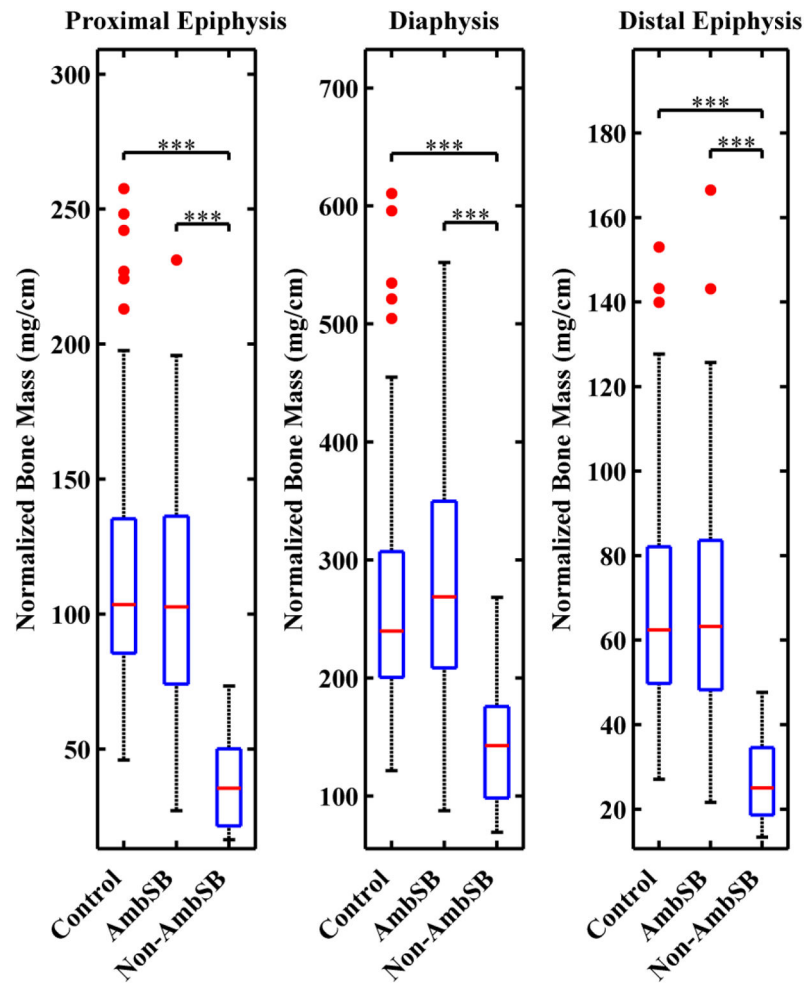 Proximal Epiphysis
Normalized Bone Mass (mg/cm)
300
250
200
150
100
50
***
***
Control
AmbSB
Non-AmbSB
Diaphysis
Normalized Bone Mass (mg/cm)
700
600
500
400
300
200
100
***
***
Control
AmbSB
Non-AmbSB
Distal Epiphysis
Normalized Bone Mass (mg/cm)
180
160
140
120
100
80
60
40
20
***
***
Control
AmbSB
Non-AmbSB